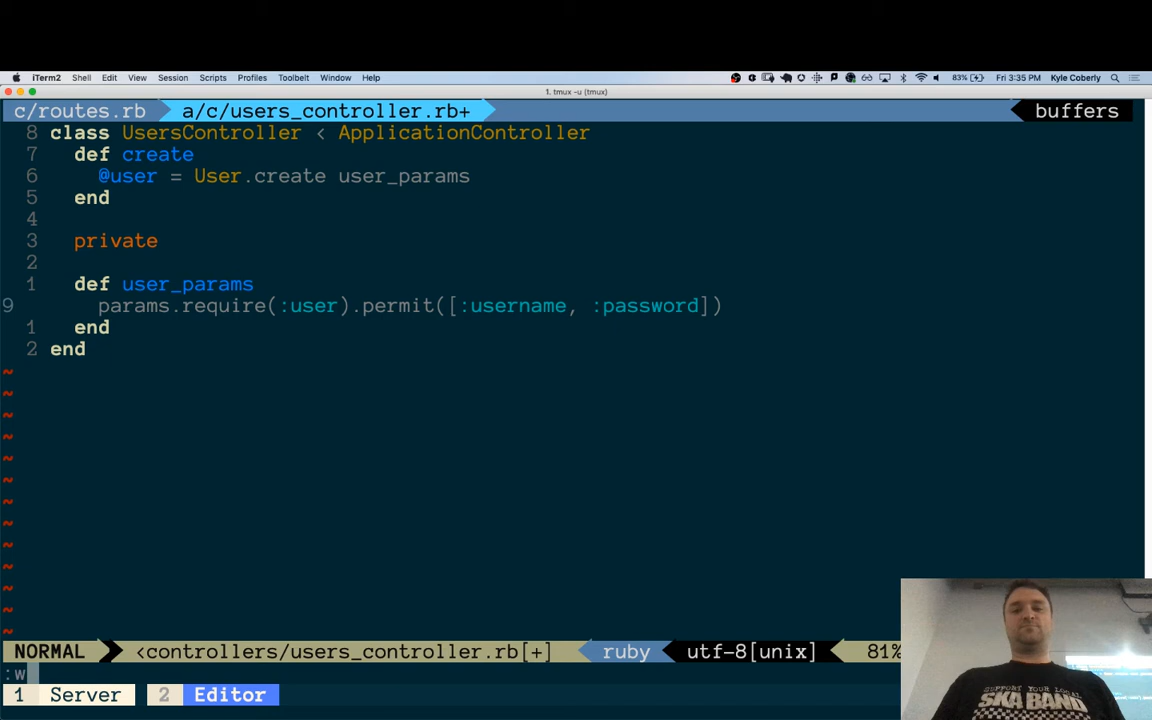 iTerm2 Shell Edit View Session Scripts Profiles Toolbelt Window Help 83% Fri 3:35 PM Kyle Coberly
1. tmux -u (tmux)
c/routes.rb a/c/users_controller.rb+ buffers
8 class UsersController < ApplicationController
7 def create
6 @user = User.create user_params
5 end
4
3 private
2
1 def user_params
9 params.require(:user).permit([:username, :password])
1 end
2 end
~
~
~
~
~
~
~
~
~
~
~
~
~
NORMAL <controllers/users_controller.rb[+] ruby utf-8[unix] 81%
:w
1 Server 2 Editor
SUPPORT YOUR LOCAL
SKA BAND